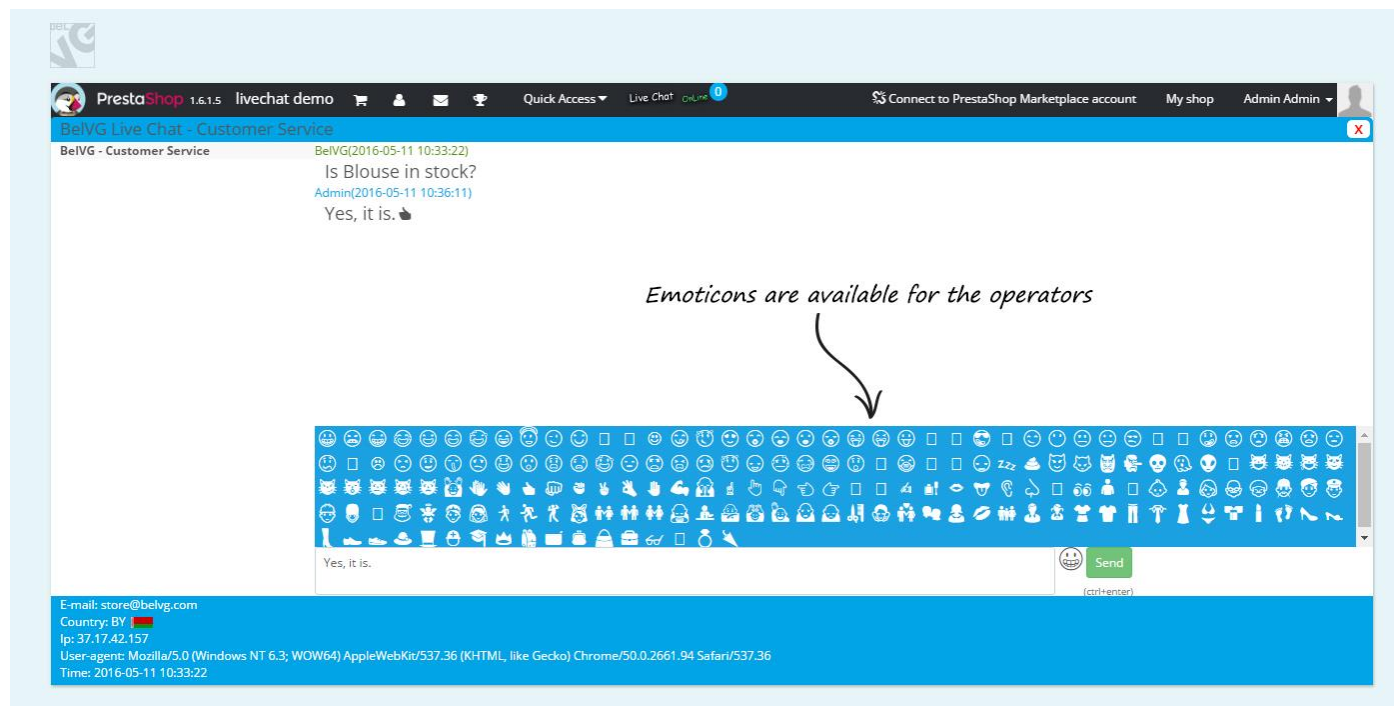 BELVG
PrestaShop 1.6.1.5 livechat demo Quick Access Live Chat OnLine 0 Connect to PrestaShop Marketplace account My shop Admin Admin
BelVG Live Chat - Customer Service X
BelVG - Customer Service
BelVG(2016-05-11 10:33:22)
Is Blouse in stock?
Admin(2016-05-11 10:36:11)
Yes, it is.
Emoticons are available for the operators
Yes, it is.
Send
(ctrl+enter)
E-mail: store@belvg.com
Country: BY
Ip: 37.17.42.157
User-agent: Mozilla/5.0 (Windows NT 6.3; WOW64) AppleWebKit/537.36 (KHTML, like Gecko) Chrome/50.0.2661.94 Safari/537.36
Time: 2016-05-11 10:33:22